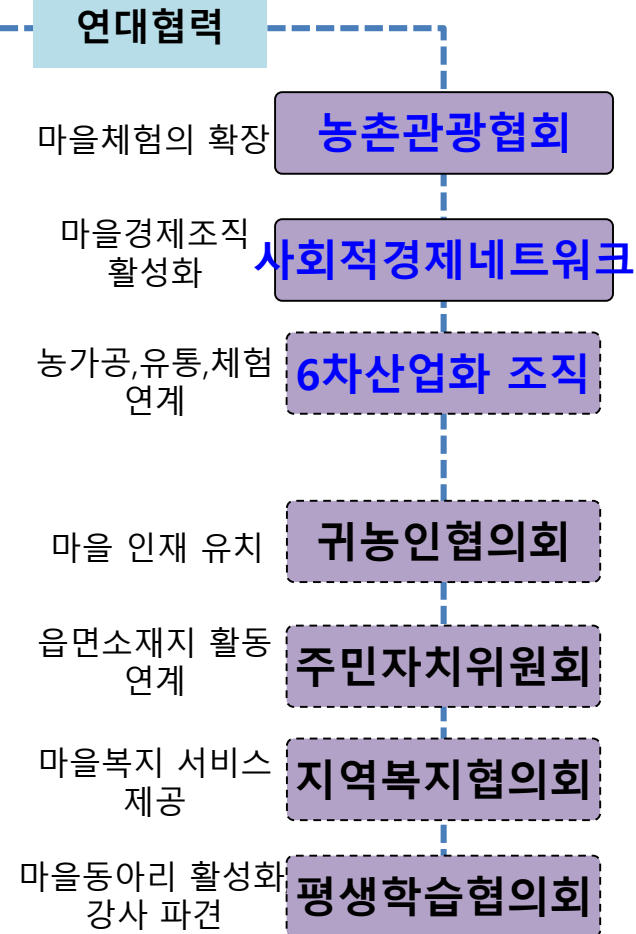 연대협력
마을체험의 확장
농촌관광협회
마을경제조직
활성화
사회적경제네트워크
농가공,유통,체험
연계
6차산업화 조직
마을 인재 유치
귀농인협의회
읍면소재지 활동
연계
주민자치위원회
마을복지 서비스
제공
지역복지협의회
마을동아리 활성화
강사 파견
평생학습협의회